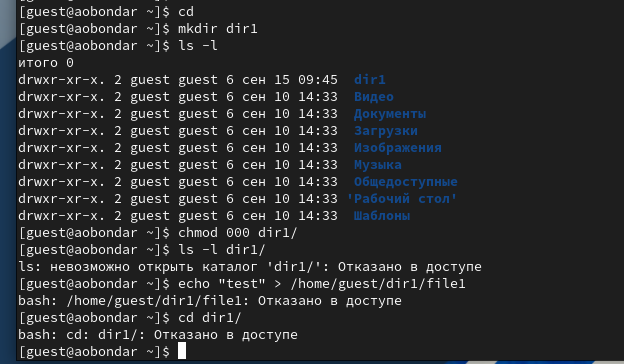 [guest@aobondar ~]$ cd
[guest@aobondar ~]$ mkdir dir1
[guest@aobondar ~]$ ls -l
итого 0
drwxr-xr-x. 2 guest guest 6 сен 15 09:45  dir1
drwxr-xr-x. 2 guest guest 6 сен 10 14:33  Видео
drwxr-xr-x. 2 guest guest 6 сен 10 14:33  Документы
drwxr-xr-x. 2 guest guest 6 сен 10 14:33  Загрузки
drwxr-xr-x. 2 guest guest 6 сен 10 14:33  Изображения
drwxr-xr-x. 2 guest guest 6 сен 10 14:33  Музыка
drwxr-xr-x. 2 guest guest 6 сен 10 14:33  Общедоступные
drwxr-xr-x. 2 guest guest 6 сен 10 14:33 'Рабочий стол'
drwxr-xr-x. 2 guest guest 6 сен 10 14:33  Шаблоны
[guest@aobondar ~]$ chmod 000 dir1/
[guest@aobondar ~]$ ls -l dir1/
ls: невозможно открыть каталог 'dir1/': Отказано в доступе
[guest@aobondar ~]$ echo "test" > /home/guest/dir1/file1
bash: /home/guest/dir1/file1: Отказано в доступе
[guest@aobondar ~]$ cd dir1/
bash: cd: dir1/: Отказано в доступе
[guest@aobondar ~]$